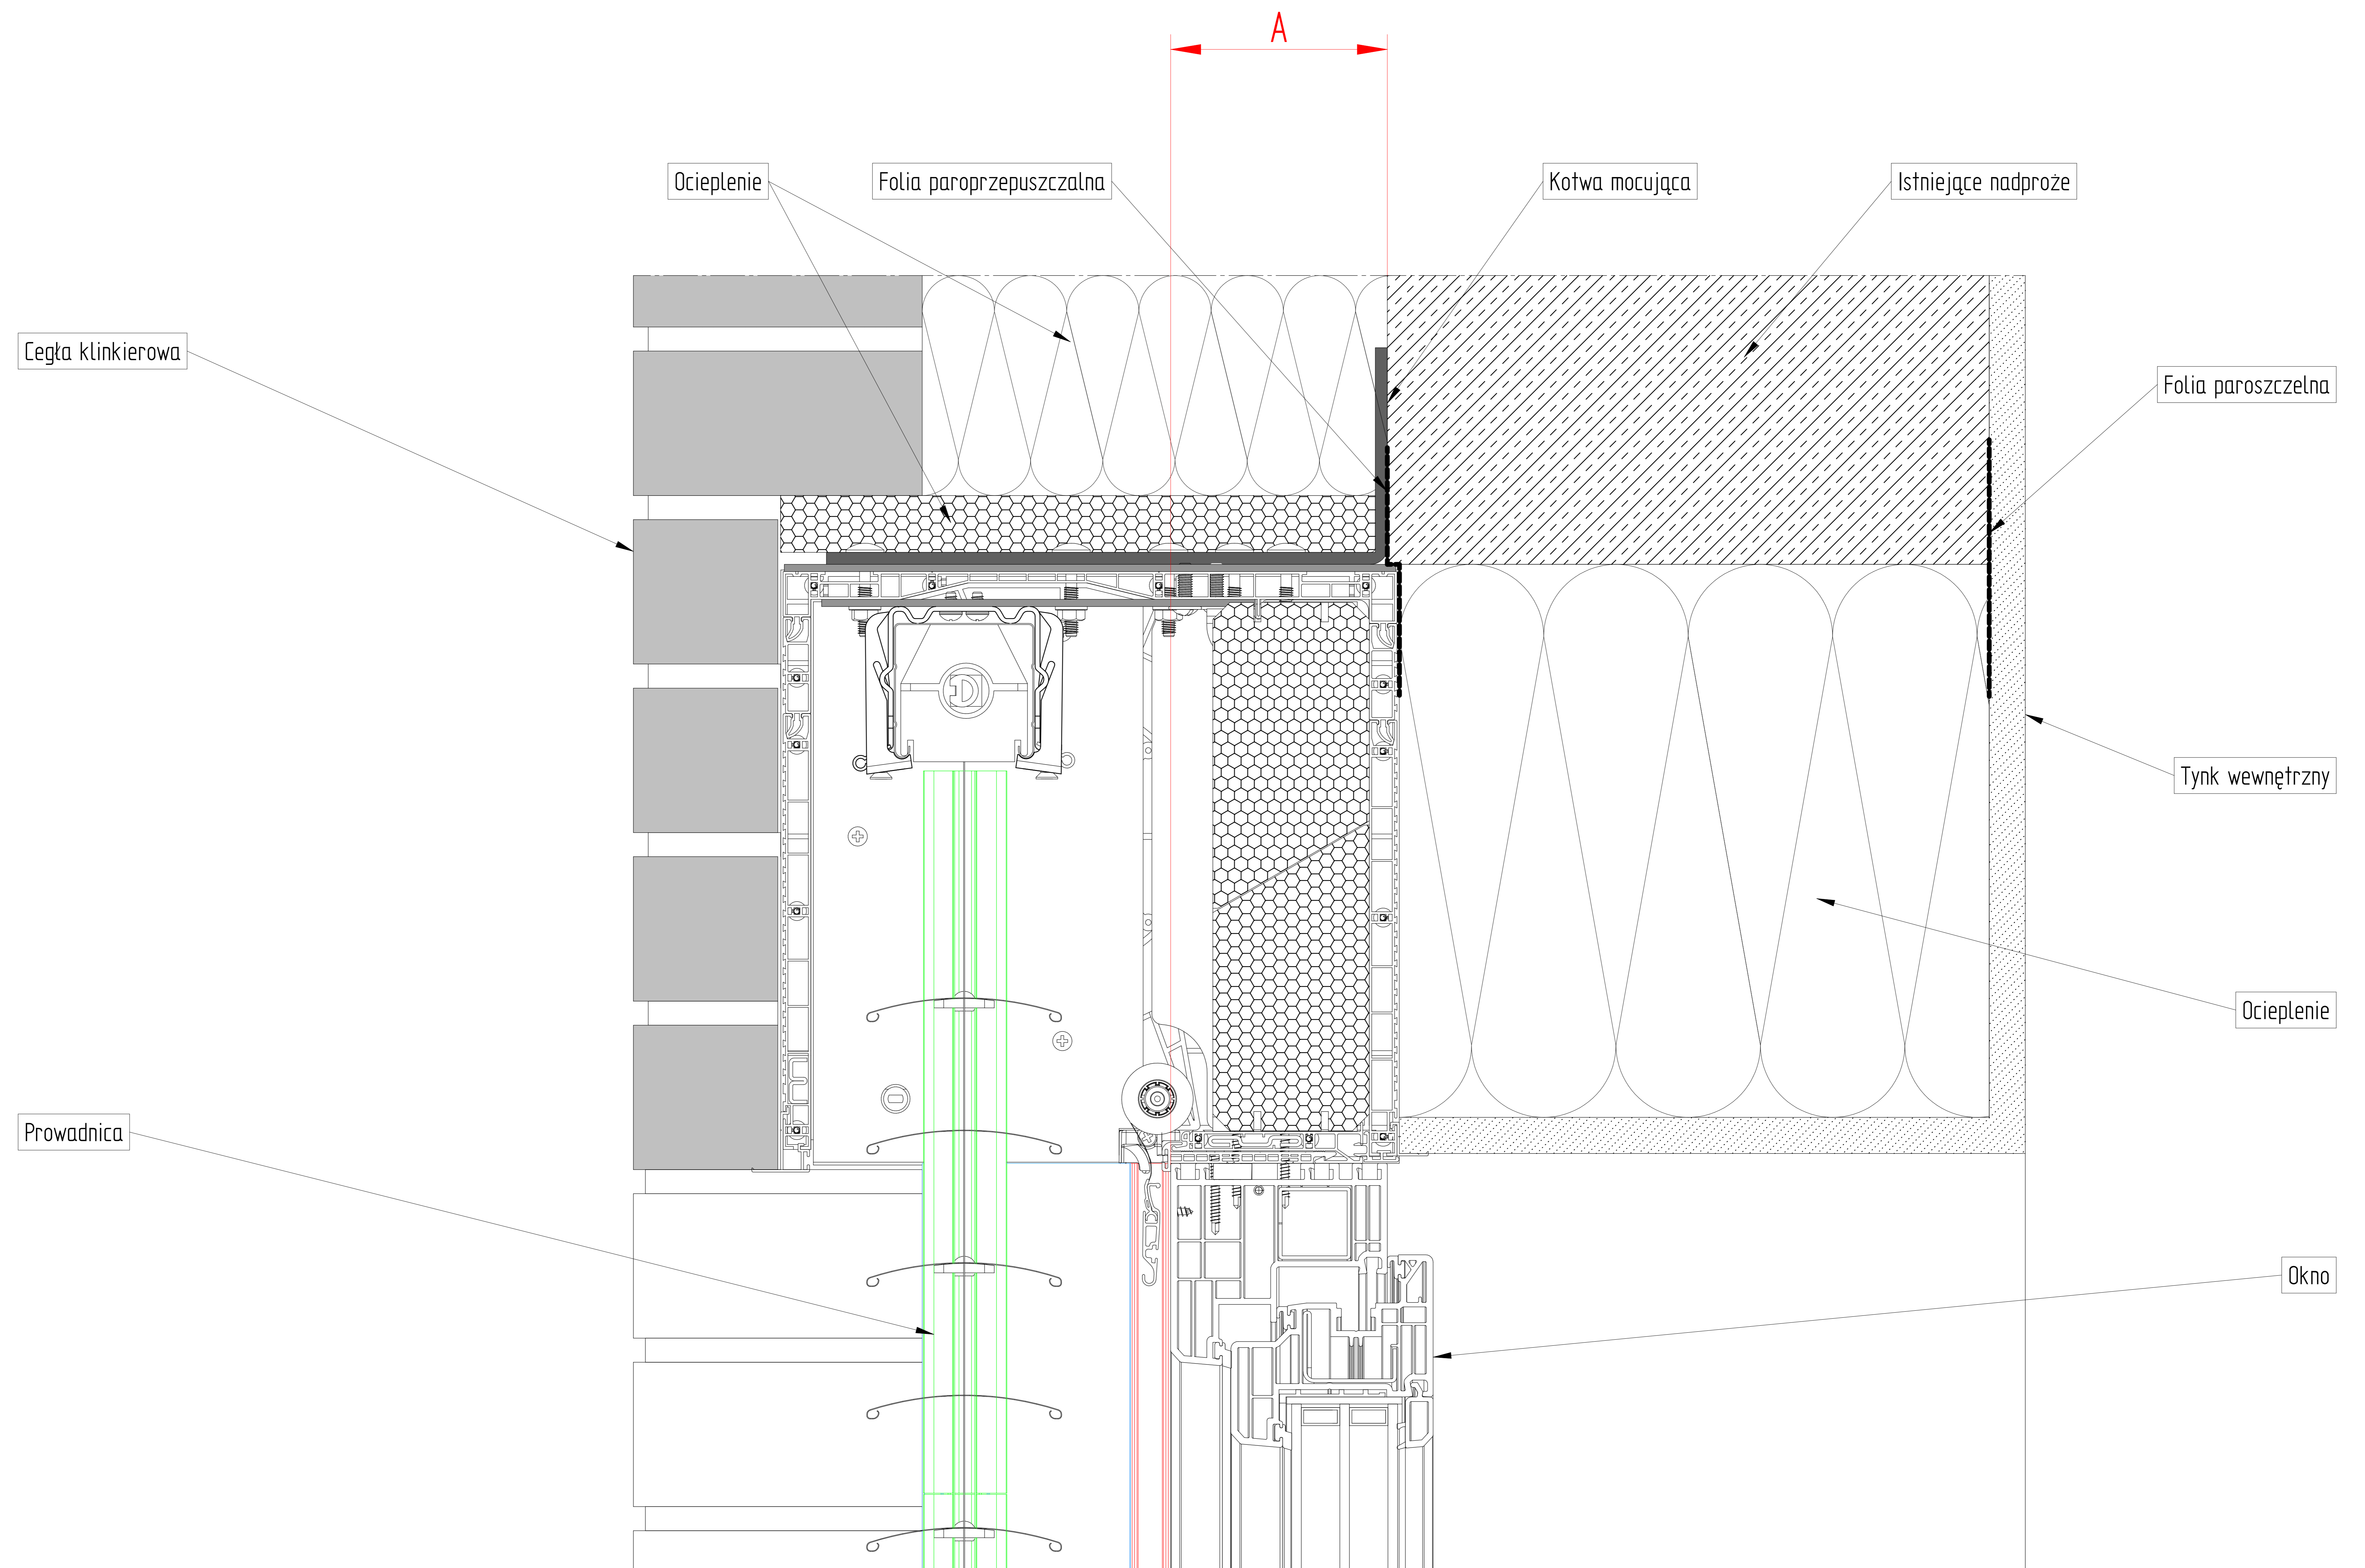 A
Ocieplenie
Folia paroprzepuszczalna
Kotwa mocująca
Istniejące nadproże
Cegła klinkierowa
Folia paroszczelna
Tynk wewnętrzny
Ocieplenie
Prowadnica
Okno